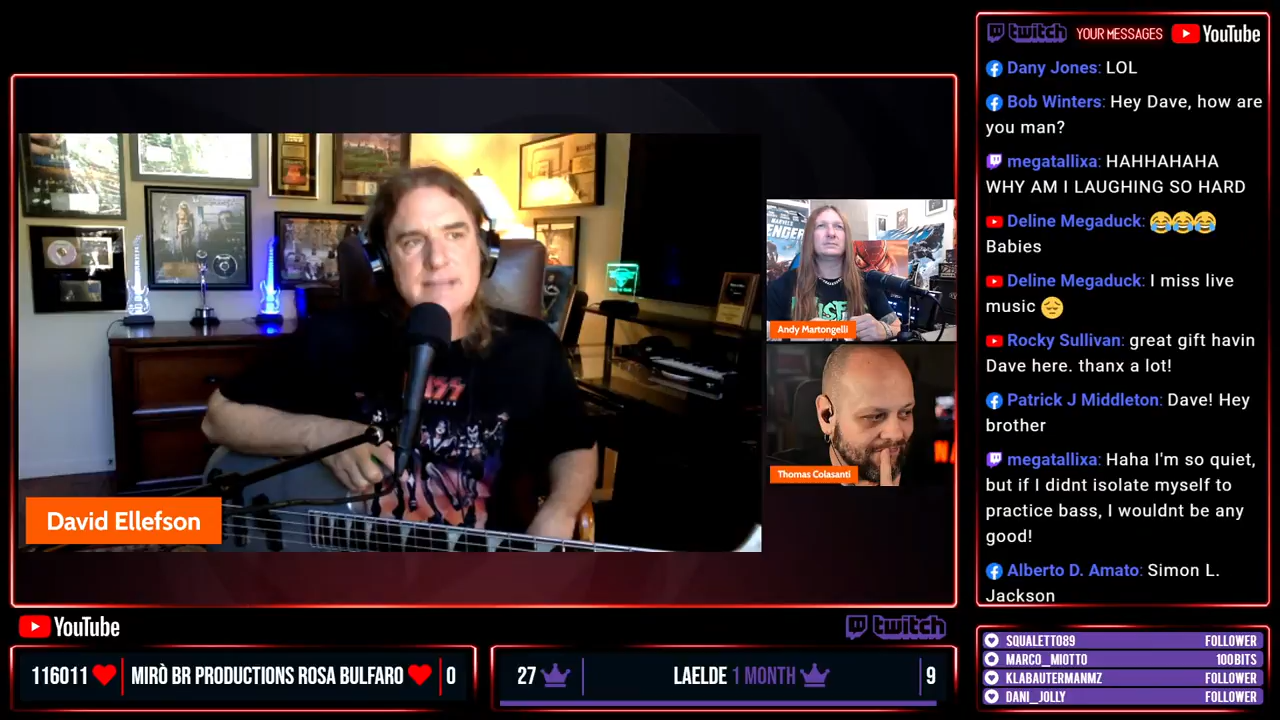 twitch YOUR MESSAGES YouTube
Dany Jones: LOL
Bob Winters: Hey Dave, how are
you man?
megatallixa: HAHHAHAHA
WHY AM I LAUGHING SO HARD
Deline Megaduck: 😂😂😂
Babies
Deline Megaduck: I miss live
music 😔
Rocky Sullivan: great gift havin
Dave here. thanx a lot!
Patrick J Middleton: Dave! Hey
brother
megatallixa: Haha I'm so quiet,
but if I didnt isolate myself to
practice bass, I wouldnt be any
good!
Alberto D. Amato: Simon L.
Jackson
KISS
David Ellefson
Andy Martongelli
Thomas Colasanti
YouTube
twitch
116011 MIRÒ BR PRODUCTIONS ROSA BULFARO 0
27 LAELDE 1 MONTH 9
SQUALETTO89 FOLLOWER
MARCO_MIOTTO 100BITS
KLABAUTERMANMZ FOLLOWER
DANI_JOLLY FOLLOWER